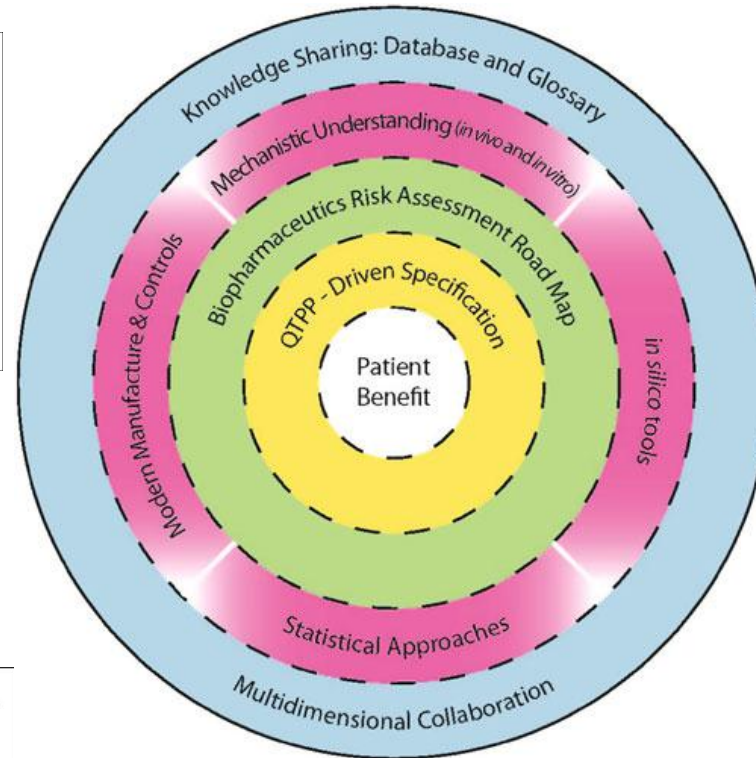 Knowledge Sharing: Database and Glossary
Mechanistic Understanding (in vivo and in vitro)
Biopharmaceutics Risk Assessment Road Map
QTPP - Driven Specification
Patient
Benefit
Modern Manufacture & Controls
in silico tools
Statistical Approaches
Multidimensional Collaboration